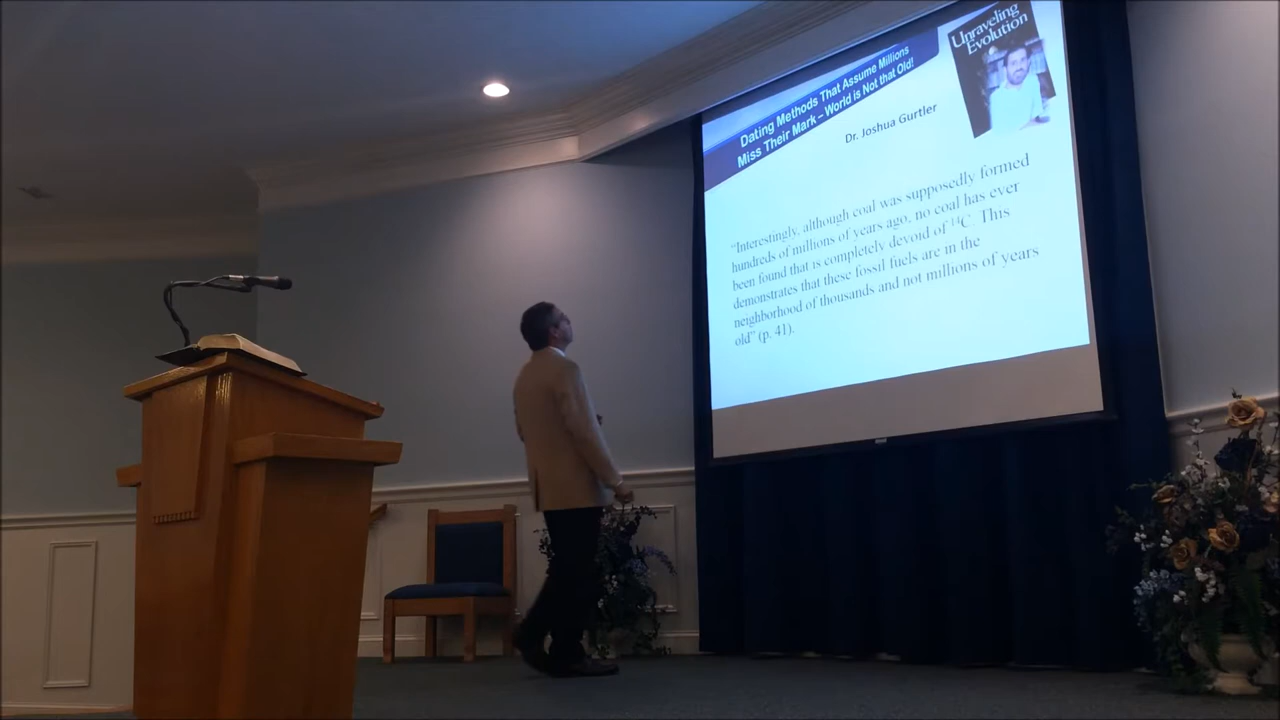 Unraveling
Evolution
Dating Methods That Assume Millions
Miss Their Mark – World is Not that Old!
Dr. Joshua Gurtler
“Interestingly, although coal was supposedly formed
hundreds of millions of years ago, no coal has ever
been found that is completely devoid of ¹⁴C. This
demonstrates that these fossil fuels are in the
neighborhood of thousands and not millions of years
old” (p. 41).